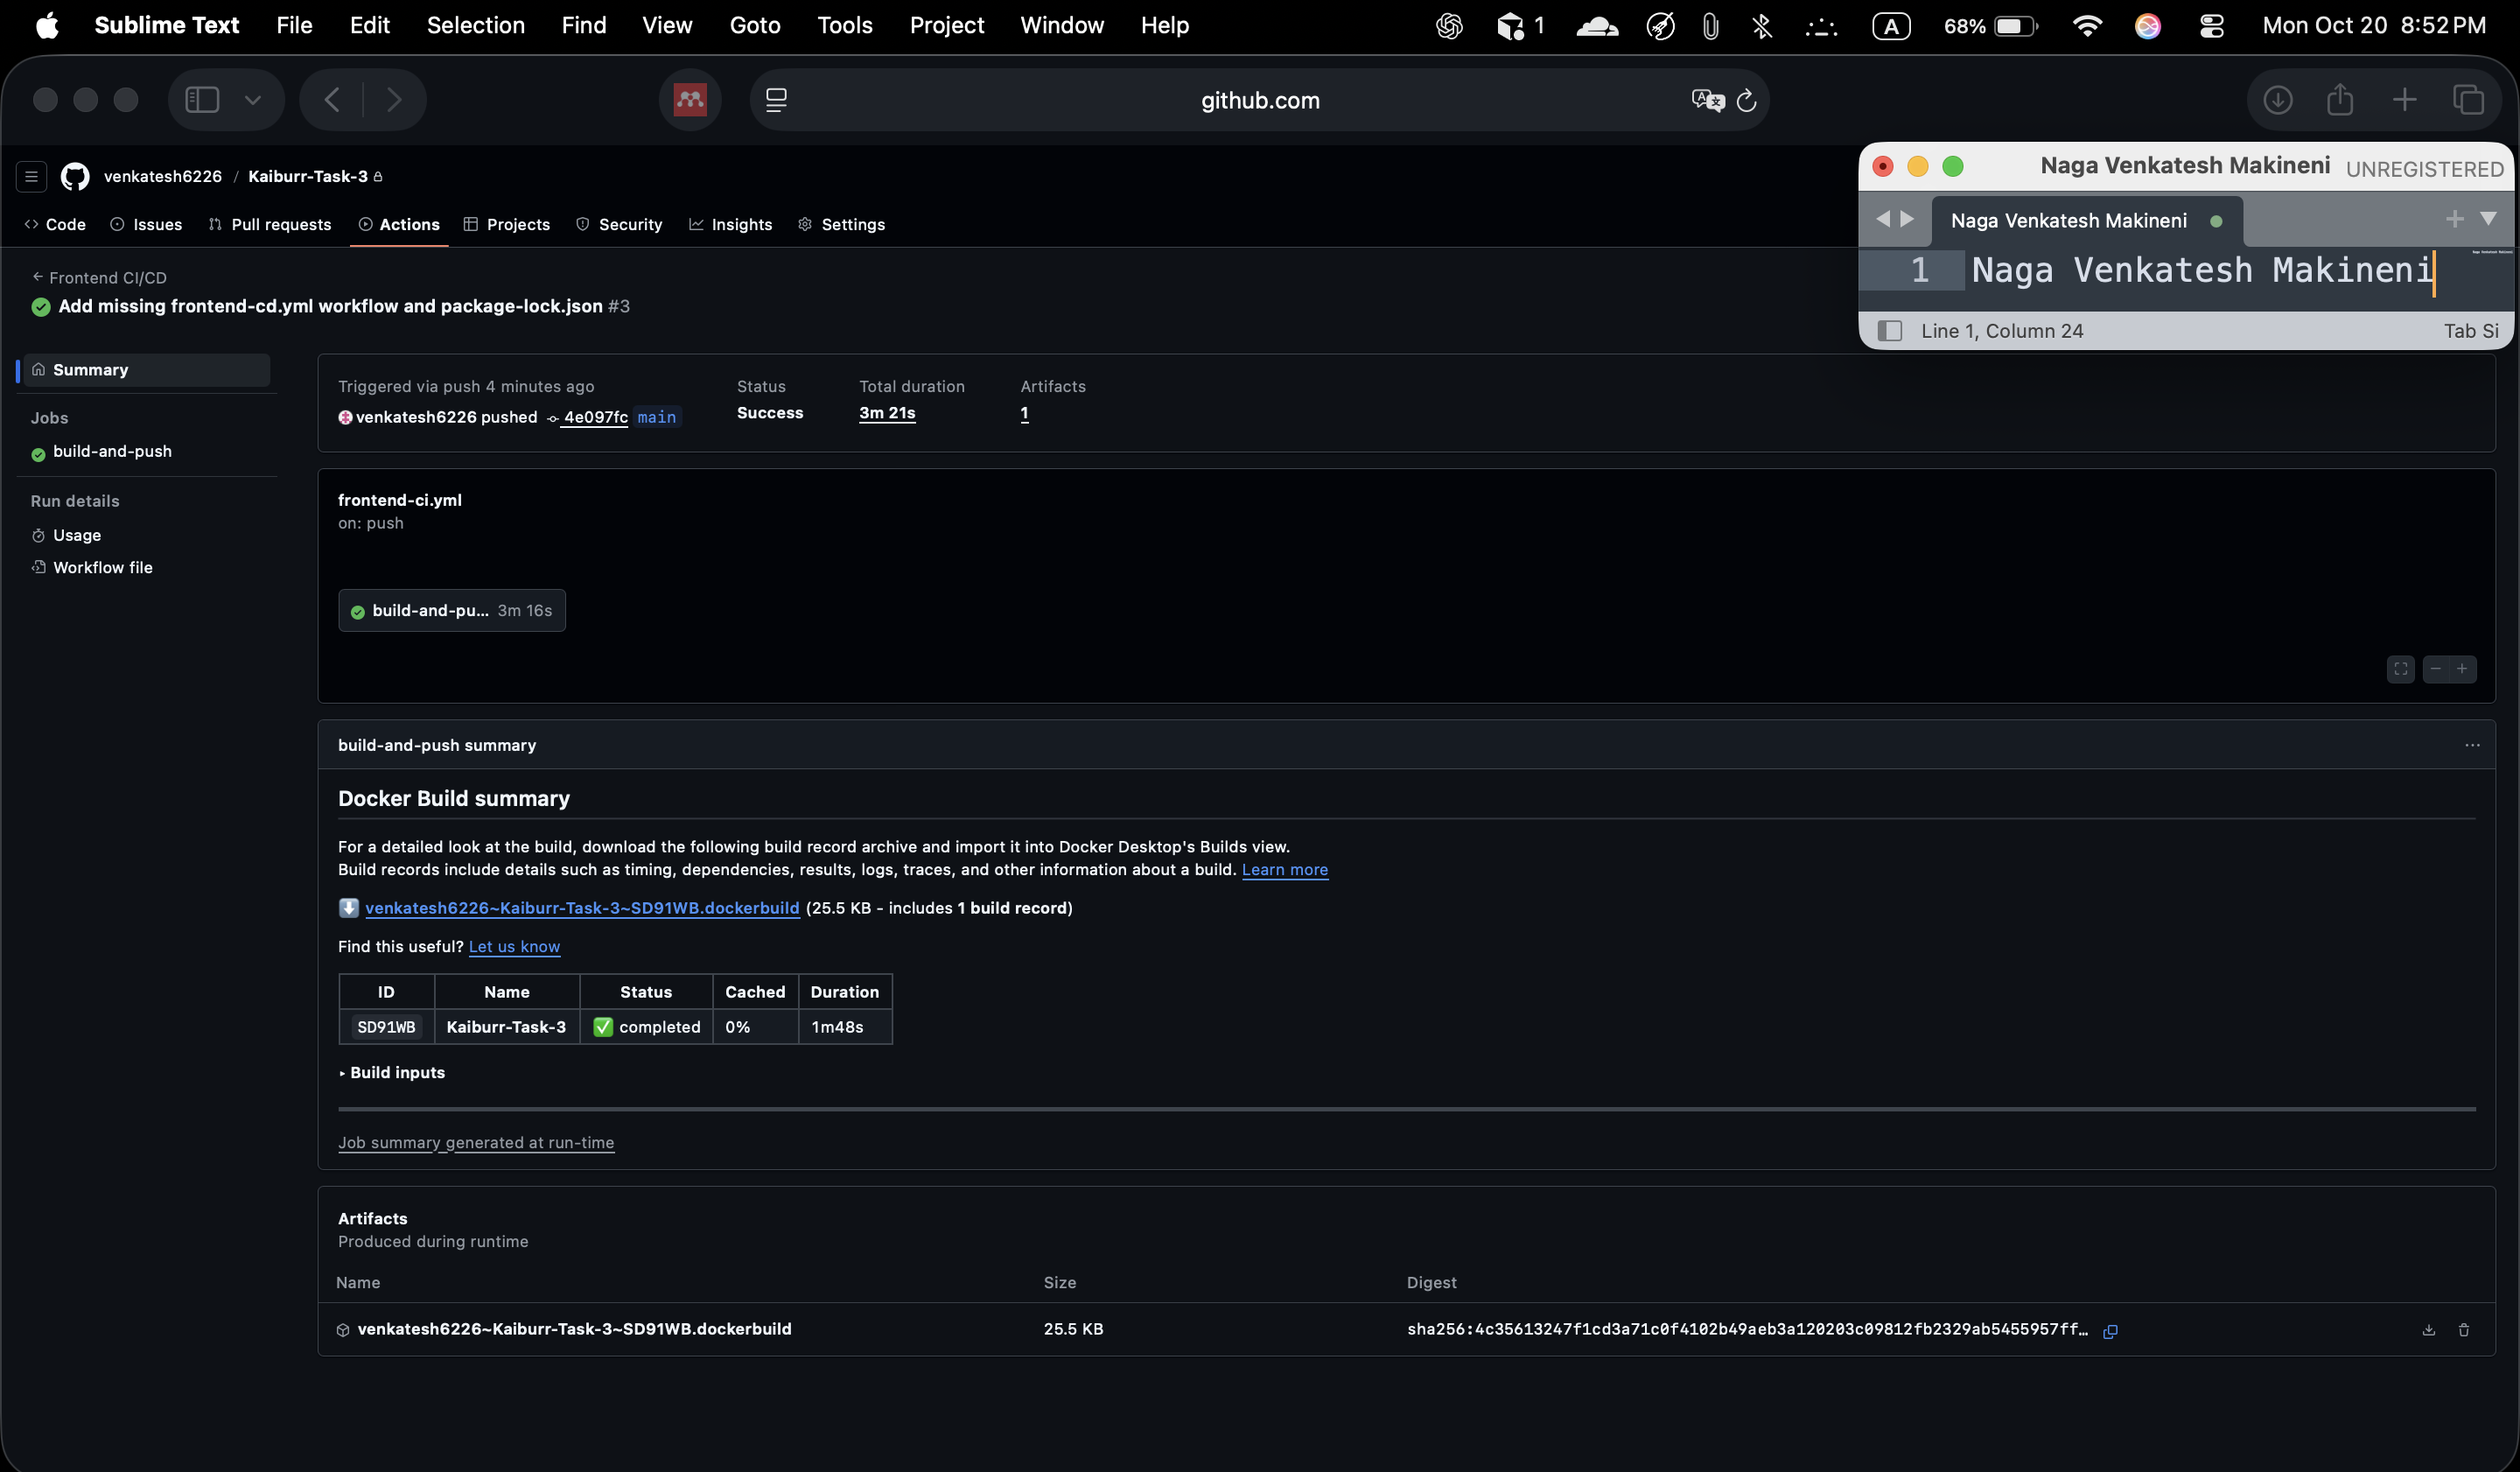 Sublime Text File Edit Selection Find View Goto Tools Project Window Help 1 A 68% Mon Oct 20 8:52 PM
github.com
Naga Venkatesh Makineni UNREGISTERED
Naga Venkatesh Makineni
1 Naga Venkatesh Makineni
Line 1, Column 24 Tab Si
venkatesh6226 / Kaiburr-Task-3
Code Issues Pull requests Actions Projects Security Insights Settings
Frontend CI/CD
Add missing frontend-cd.yml workflow and package-lock.json #3
Summary
Jobs
build-and-push
Run details
Usage
Workflow file
Triggered via push 4 minutes ago
venkatesh6226 pushed 4e097fc main
Status
Success
Total duration
3m 21s
Artifacts
1
frontend-ci.yml
on: push
build-and-pu... 3m 16s
build-and-push summary
Docker Build summary
For a detailed look at the build, download the following build record archive and import it into Docker Desktop's Builds view.
Build records include details such as timing, dependencies, results, logs, traces, and other information about a build. Learn more
venkatesh6226~Kaiburr-Task-3~SD91WB.dockerbuild (25.5 KB - includes 1 build record)
Find this useful? Let us know
ID Name Status Cached Duration
SD91WB Kaiburr-Task-3 ✅ completed 0% 1m48s
Build inputs
Job summary generated at run-time
Artifacts
Produced during runtime
Name Size Digest
venkatesh6226~Kaiburr-Task-3~SD91WB.dockerbuild 25.5 KB sha256:4c35613247f1cd3a71c0f4102b49aeb3a120203c09812fb2329ab5455957ff…